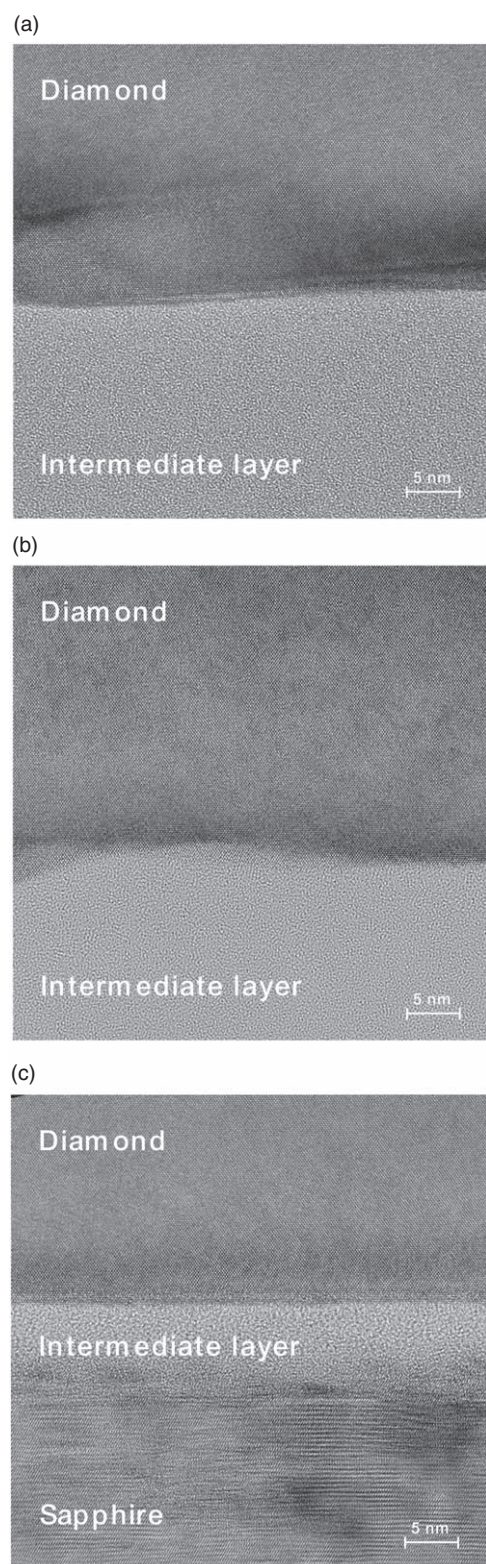 (a)
Diamond
Intermediate layer
5 nm
(b)
Diamond
Intermediate layer
5 nm
(c)
Diamond
Intermediate layer
Sapphire
5 nm